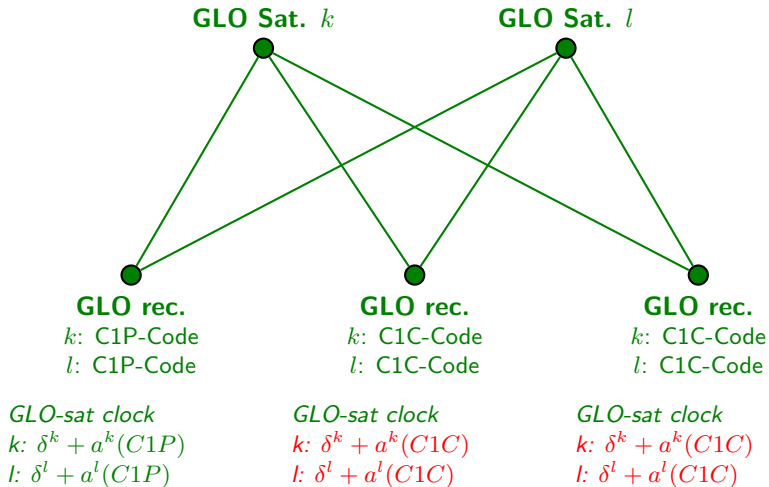 GLO Sat. k
GLO Sat. l
GLO rec.
k: C1P-Code
l: C1P-Code
GLO rec.
k: C1C-Code
l: C1C-Code
GLO rec.
k: C1C-Code
l: C1C-Code
GLO-sat clock
k: δ^k + a^k(C1P)
l: δ^l + a^l(C1P)
GLO-sat clock
k: δ^k + a^k(C1C)
l: δ^l + a^l(C1C)
GLO-sat clock
k: δ^k + a^k(C1C)
l: δ^l + a^l(C1C)